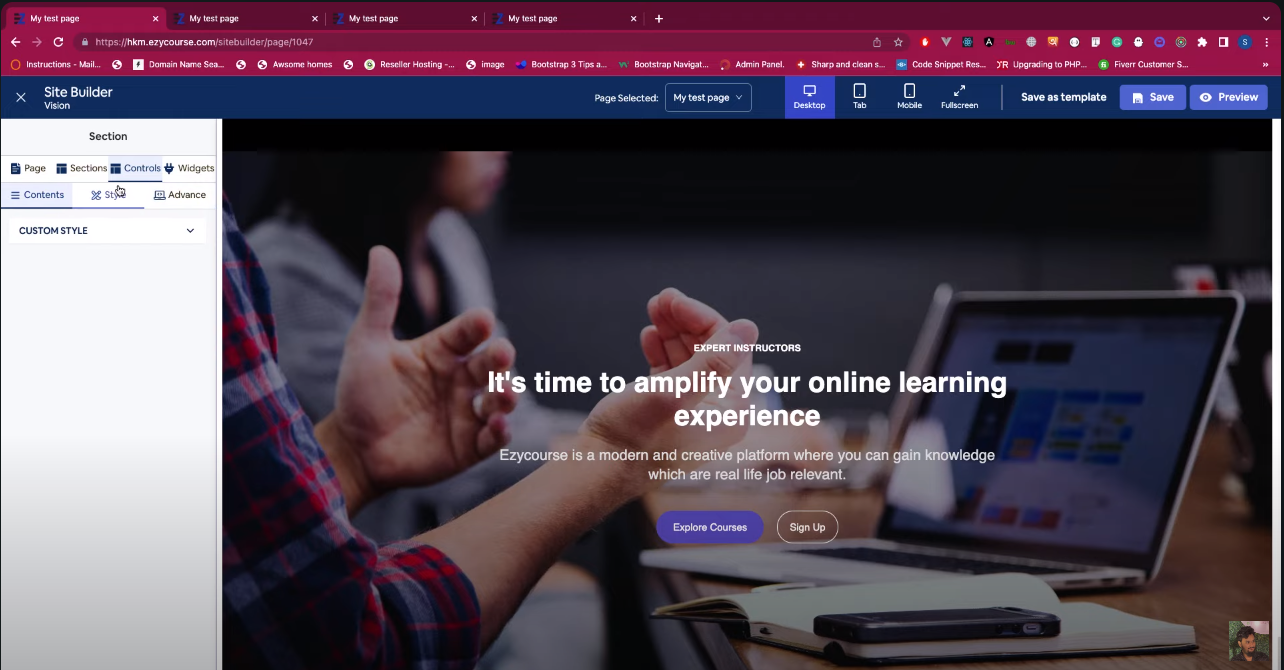 My test page
My test page
My test page
My test page
https://hkm.ezycourse.com/sitebuilder/page/1047
Instructions - Mail...
Domain Name Sea...
Awsome homes
Reseller Hosting -...
image
Bootstrap 3 Tips a...
Bootstrap Navigat...
Admin Panel.
Sharp and clean s...
Code Snippet Res...
Upgrading to PHP...
Fiverr Customer S...
Site Builder
Vision
Page Selected:
My test page
Desktop
Tab
Mobile
Fullscreen
Save as template
Save
Preview
Section
Page
Sections
Controls
Widgets
Contents
Style
Advance
CUSTOM STYLE
EXPERT INSTRUCTORS
It's time to amplify your online learning
experience
Ezycourse is a modern and creative platform where you can gain knowledge
which are real life job relevant.
Explore Courses
Sign Up